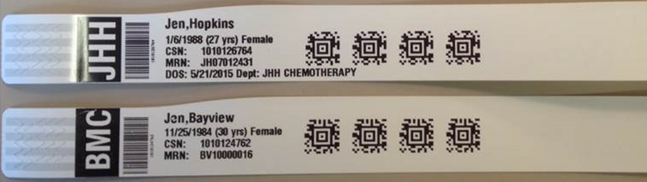 JHH
Jen,Hopkins
1/6/1988 (27 yrs) Female
CSN: 1010126764
MRN: JH07012431
DOS: 5/21/2015 Dept: JHH CHEMOTHERAPY
BMC
Jen,Bayview
11/25/1984 (30 yrs) Female
CSN: 1010124762
MRN: BV10000016